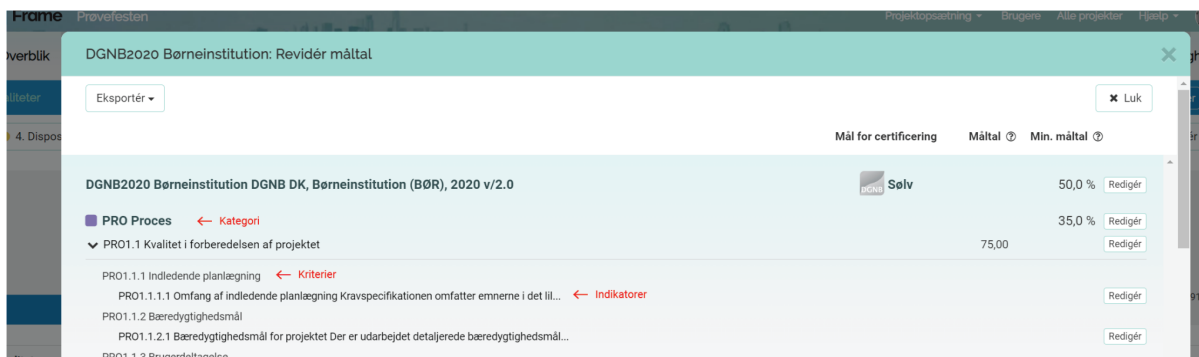 Frame Prøvefesten Projektopsætning Brugere Alle projekter Hjælp
Overblik DGNB2020 Børneinstitution: Revidér måltal
Eksportér Luk
4. Dispos
Mål for certificering Måltal Min. måltal
DGNB2020 Børneinstitution DGNB DK, Børneinstitution (BØR), 2020 v/2.0 DGNB Sølv 50,0 % Redigér
PRO Proces Kategori 35,0 % Redigér
PRO1.1 Kvalitet i forberedelsen af projektet 75,00 Redigér
PRO1.1.1 Indledende planlægning Kriterier
PRO1.1.1.1 Omfang af indledende planlægning Kravspecifikationen omfatter emnerne i det lil... Indikatorer Redigér
PRO1.1.2 Bæredygtighedsmål
PRO1.1.2.1 Bæredygtighedsmål for projektet Der er udarbejdet detaljerede bæredygtighedsmål... Redigér
PRO1.1.3 Brugerdeltagelse